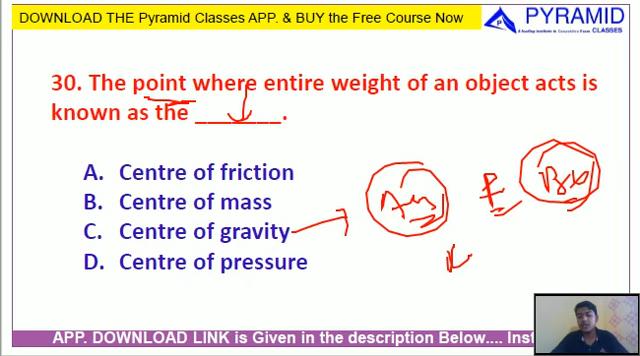 DOWNLOAD THE Pyramid Classes APP. & BUY the Free Course Now
PYRAMID
CLASSES
30. The point where entire weight of an object acts is
known as the _______.
A. Centre of friction
B. Centre of mass
C. Centre of gravity
D. Centre of pressure
Ans
APP. DOWNLOAD LINK is Given in the description Below.... Inst